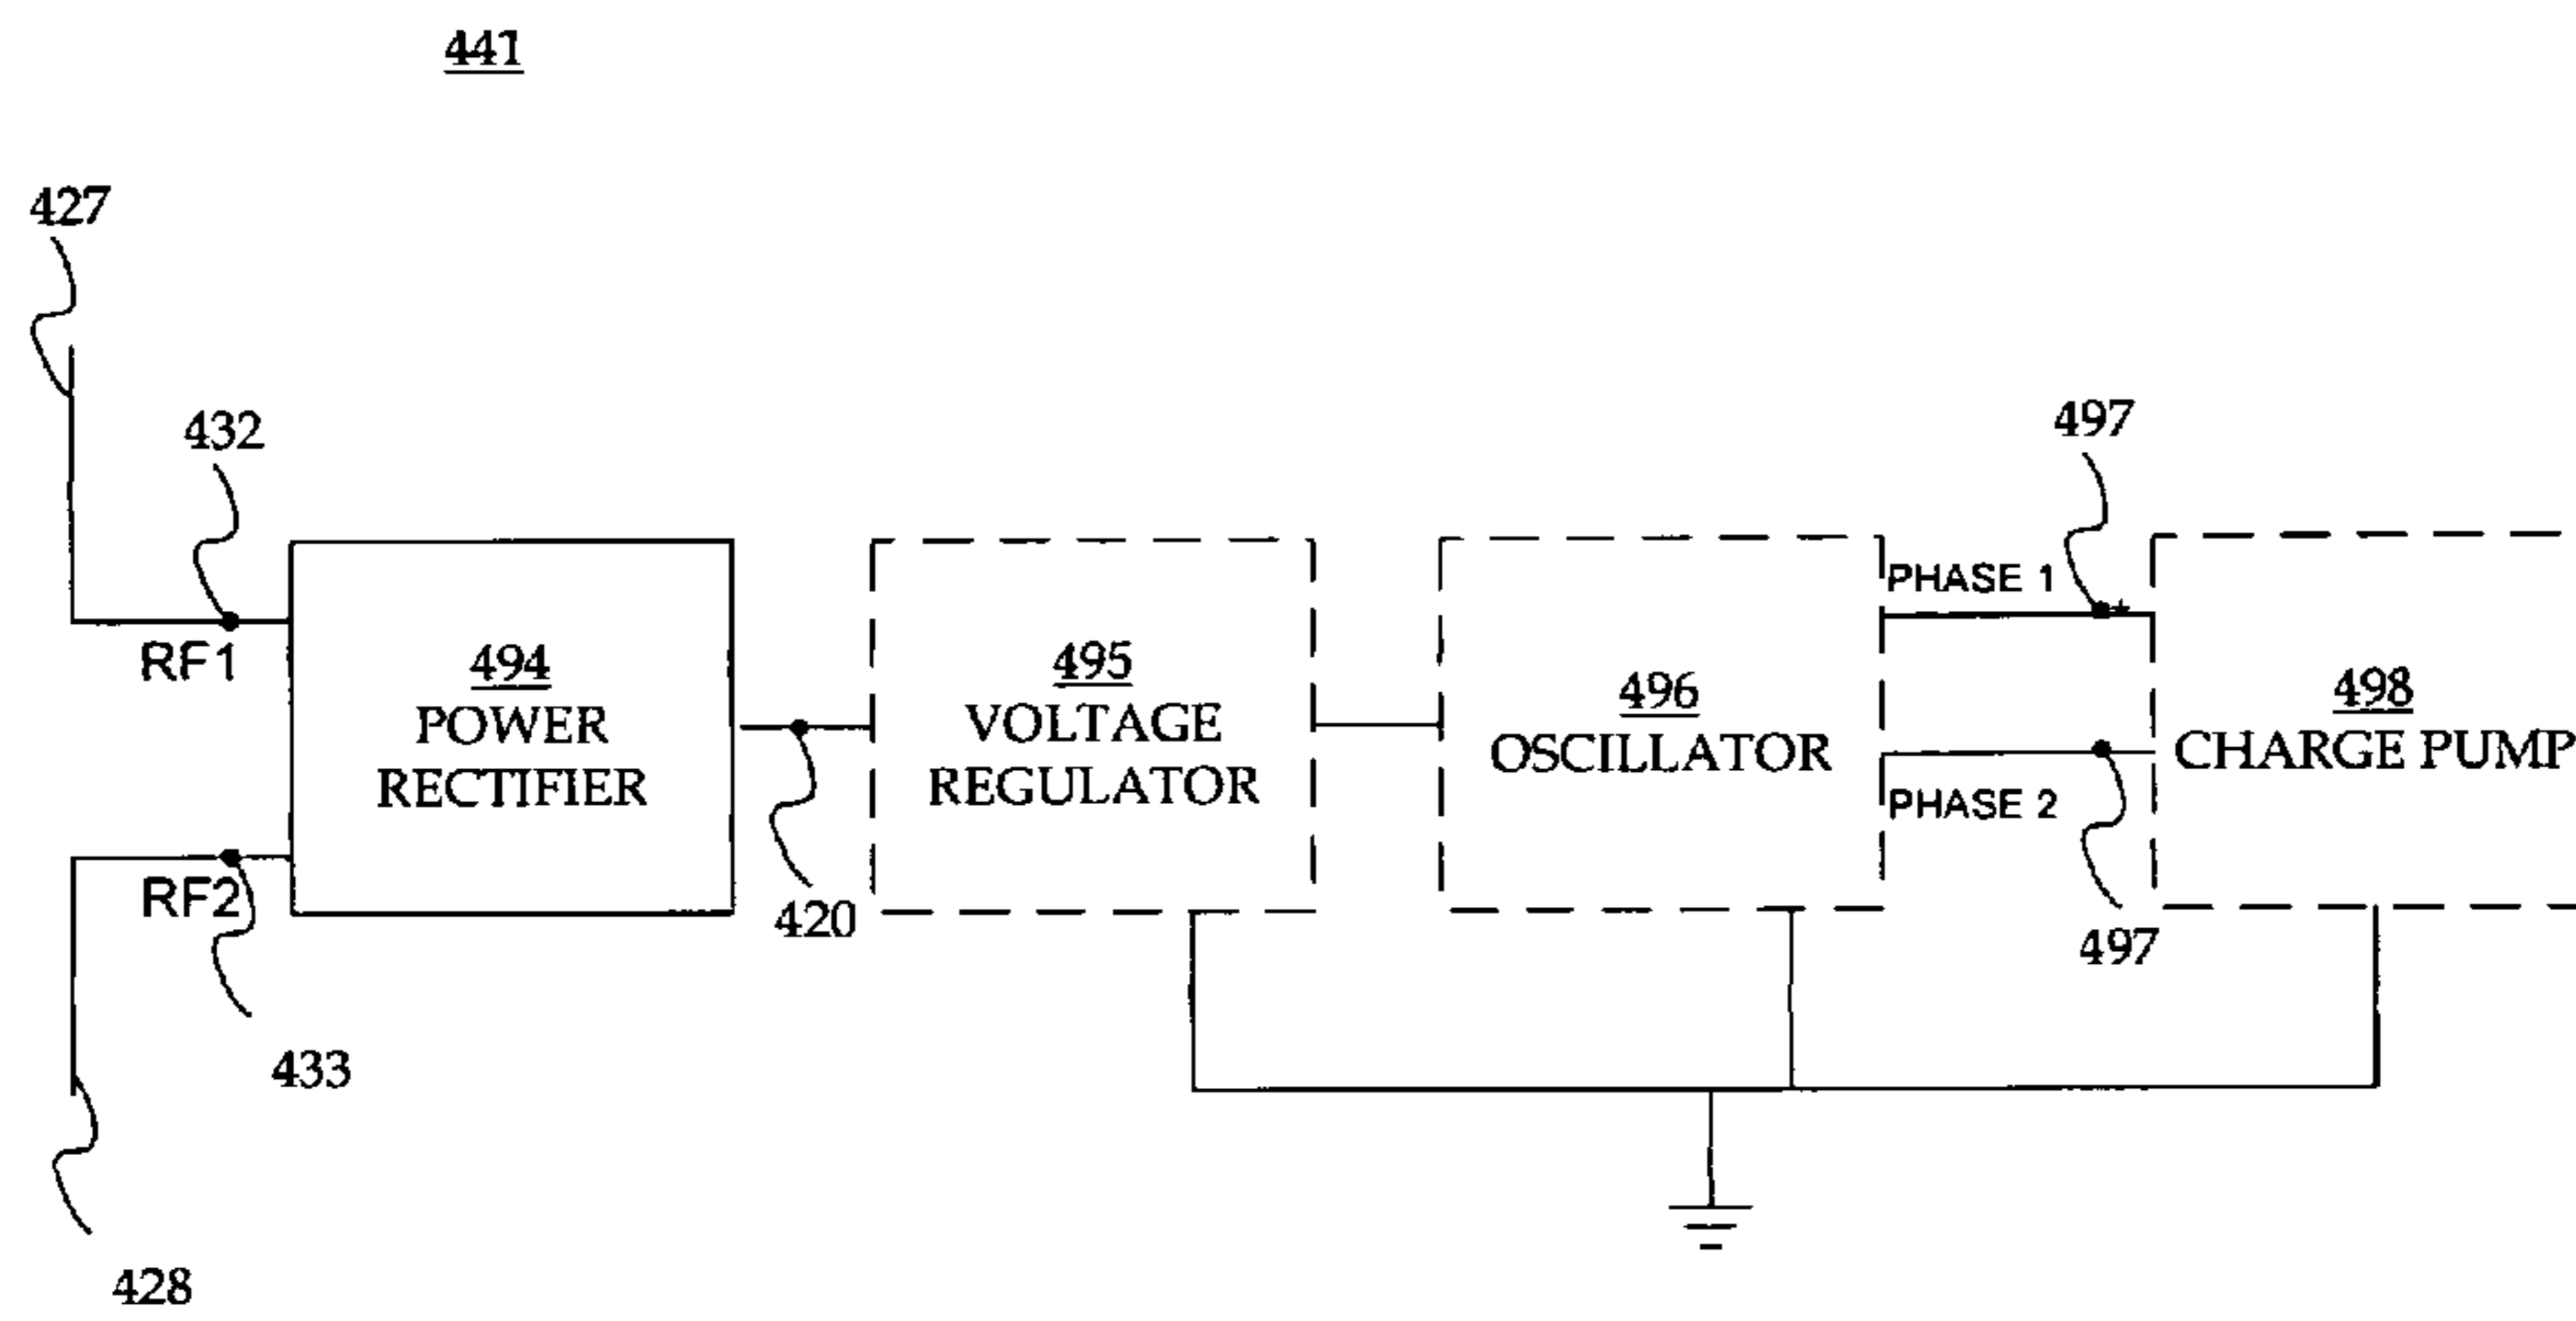 441
427
432
497
PHASE 1
RF1
494
POWER
RECTIFIER
495
VOLTAGE
REGULATOR
496
OSCILLATOR
498
CHARGE PUMP
PHASE 2
RF2
420
497
433
428